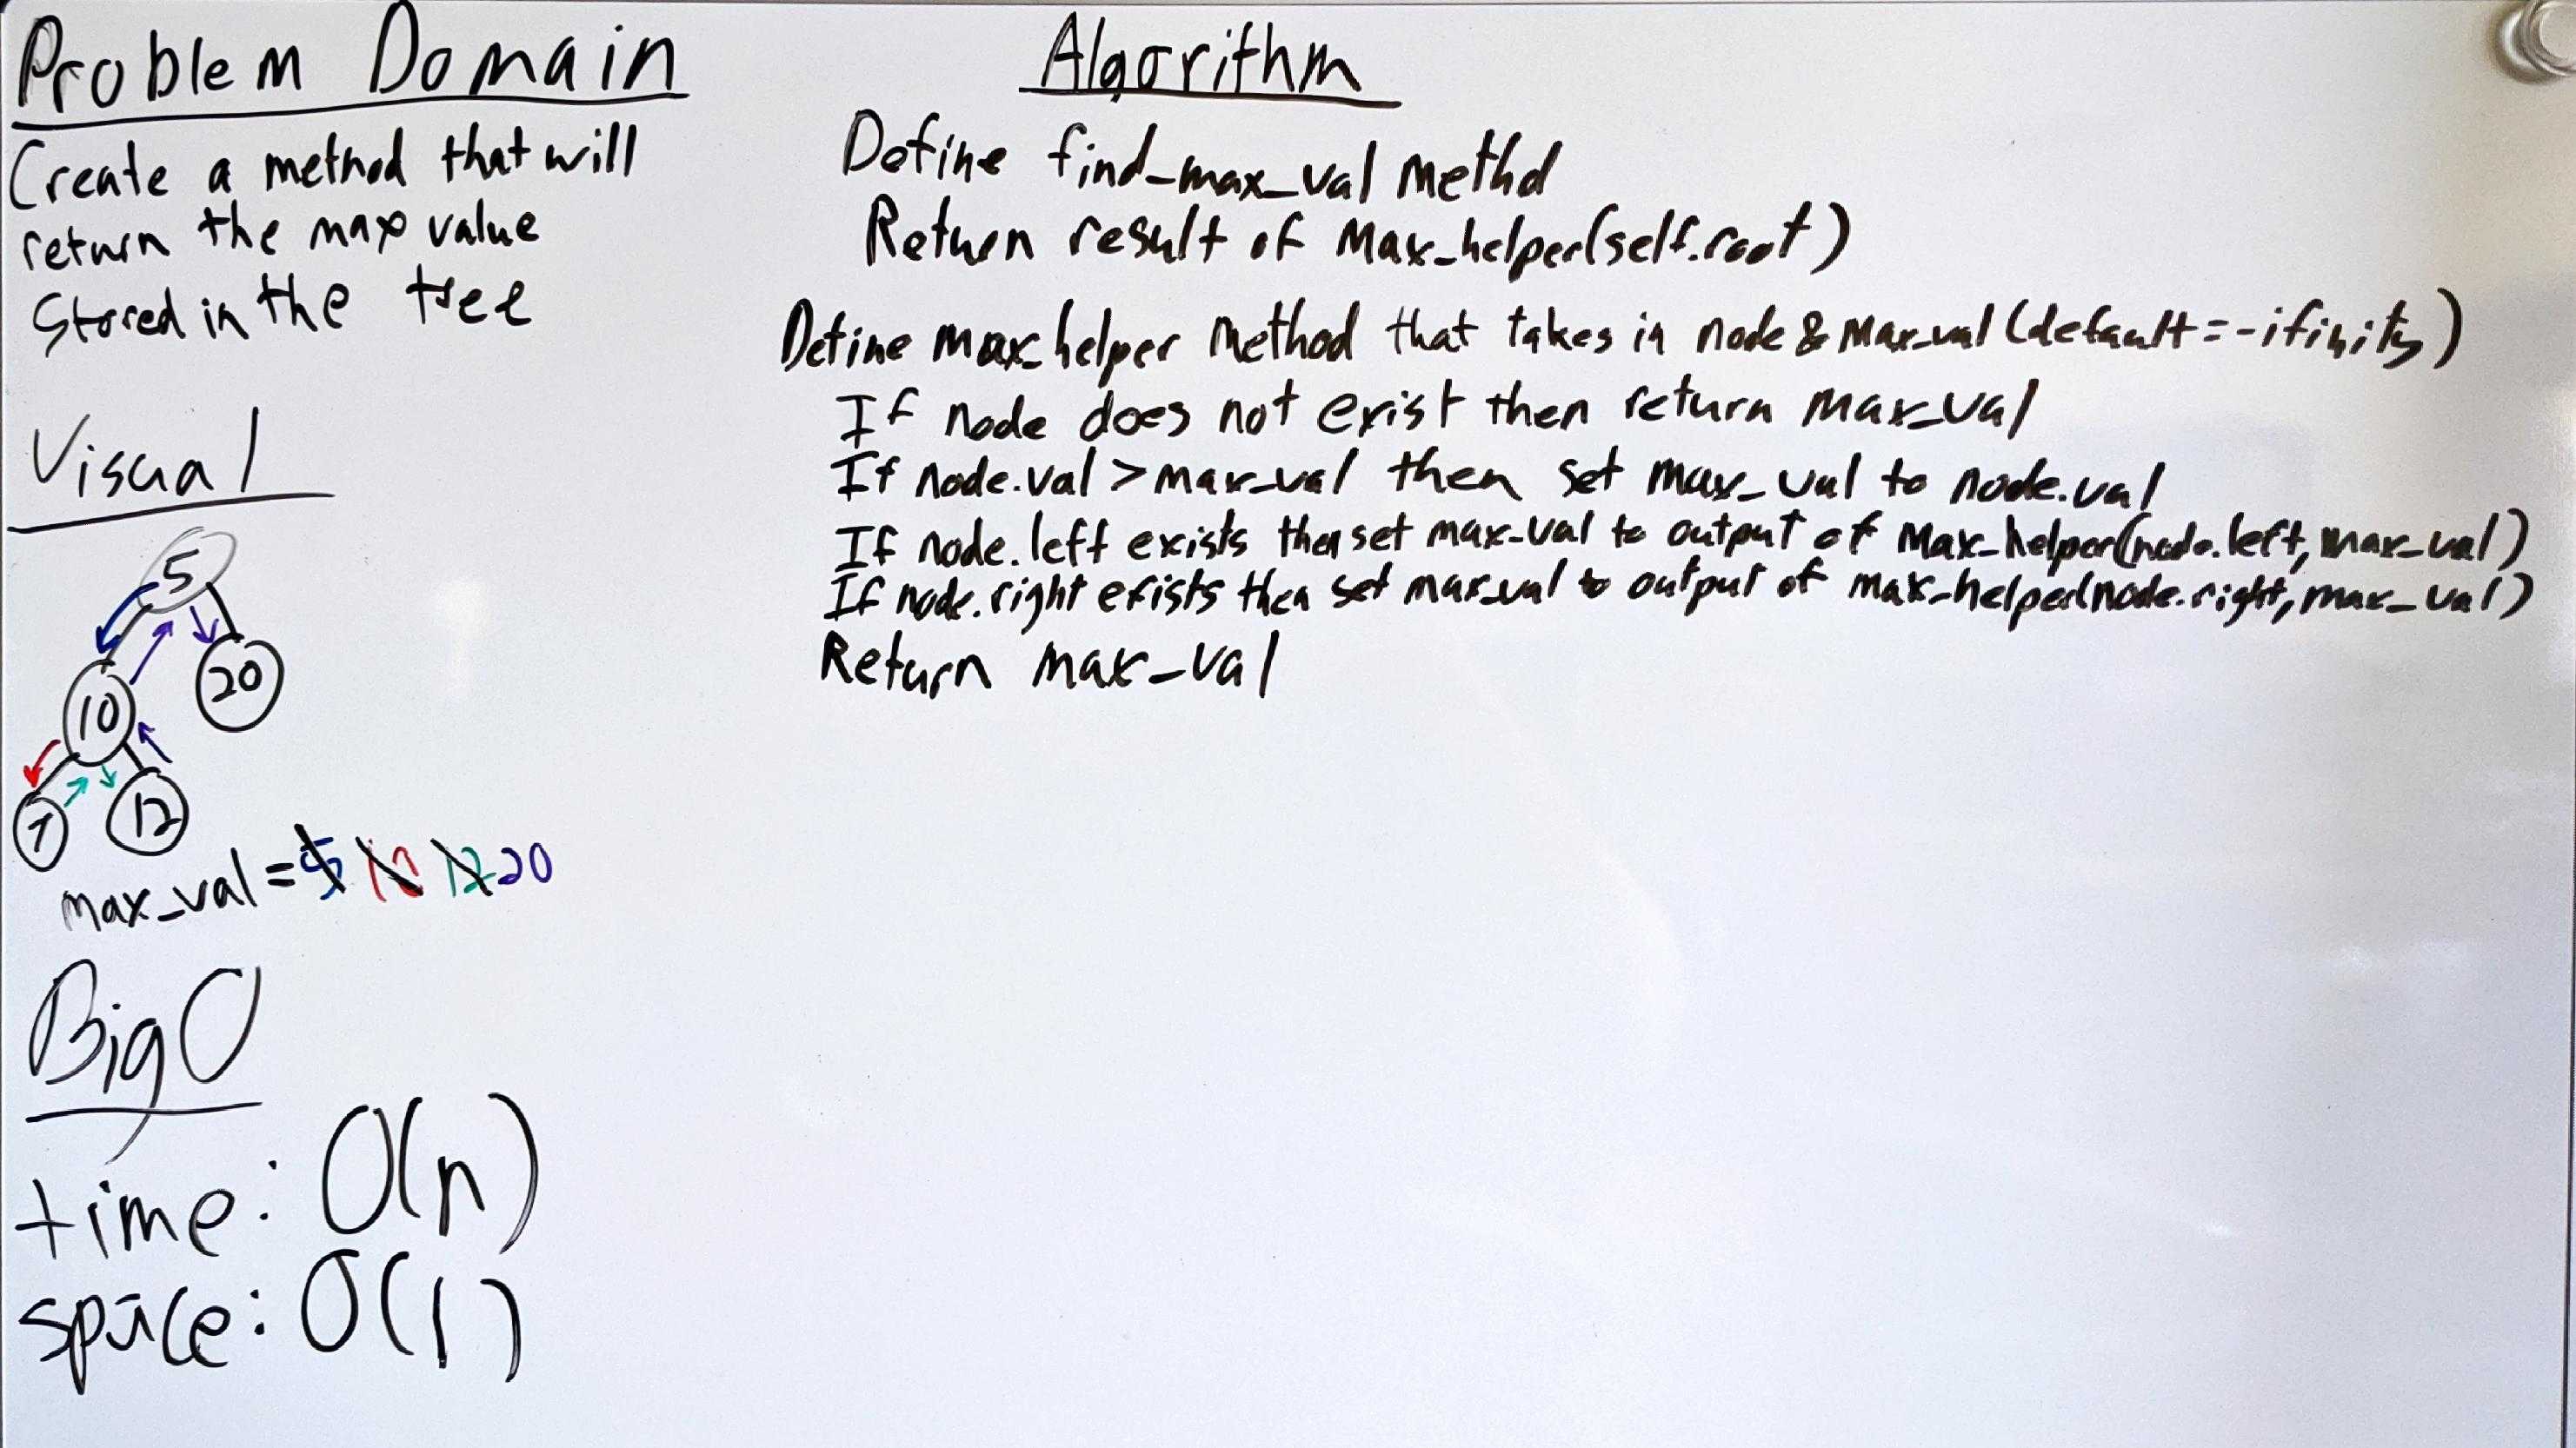 Problem Domain
Create a method that will
return the max value
Stored in the tree
Visual
5
10
20
7
12
max_val = 5 10 12 20
Big O
time: O(n)
space: O(1)
Algorithm
Define find_max_val methd
Return result of Max_helper(self.root)
Define max_helper Method that takes in node & Max_val (default = -ifinity)
If node does not exist then return max_val
If node.val > max_val then set max_val to node.val
If node.left exists then set max_val to output of Max_helper(node.left, max_val)
If node.right exists then set max_val to output of max_helper(node.right, max_val)
Return max_val